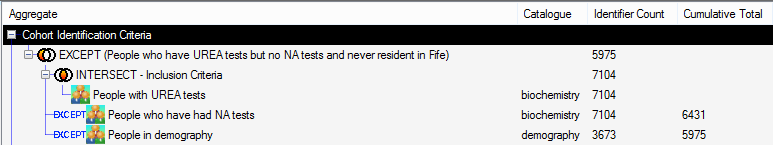 Aggregate Catalogue Identifier Count Cumulative Total
Cohort Identification Criteria
EXCEPT (People who have UREA tests but no NA tests and never resident in Fife) 5975
INTERSECT - Inclusion Criteria 7104
People with UREA tests biochemistry 7104
EXCEPT People who have had NA tests biochemistry 7104 6431
EXCEPT People in demography demography 3673 5975